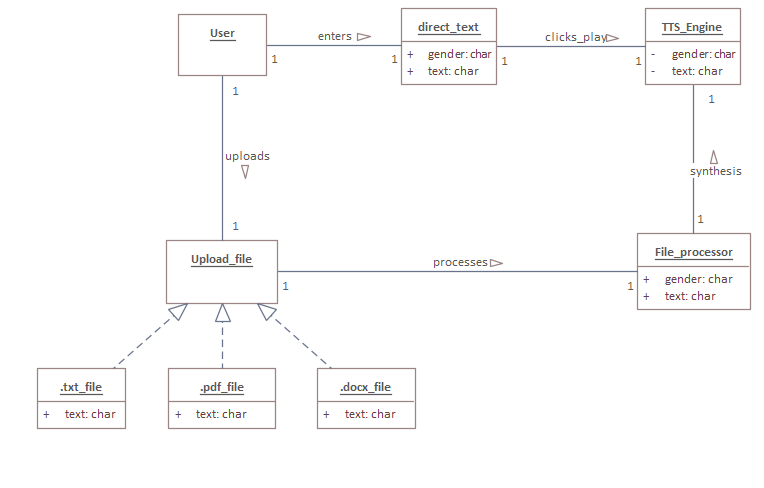 User
enters
1
1
direct_text
+ gender: char
+ text: char
clicks_play
1
1
TTS_Engine
- gender: char
- text: char
1
1
uploads
synthesis
1
1
Upload_file
processes
1
1
File_processor
+ gender: char
+ text: char
.txt_file
+ text: char
.pdf_file
+ text: char
.docx_file
+ text: char